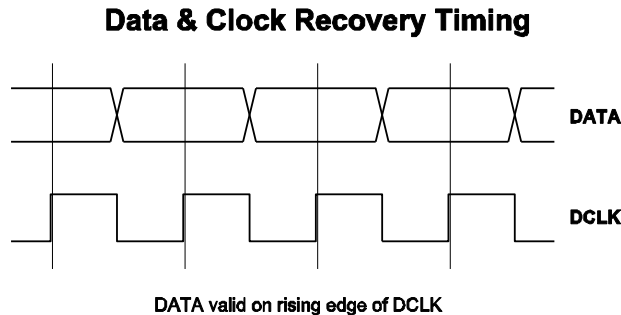 Data & Clock Recovery Timing
DATA
DCLK
DATA valid on rising edge of DCLK